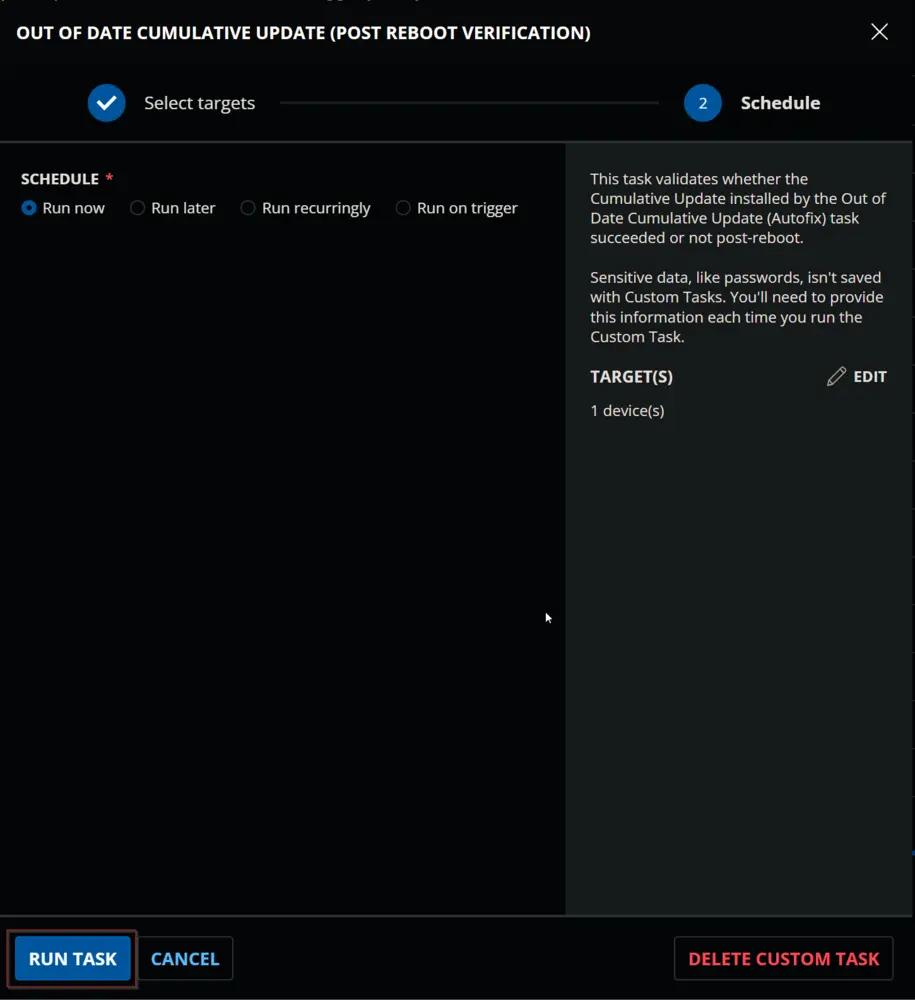 OUT OF DATE CUMULATIVE UPDATE (POST REBOOT VERIFICATION)
Select targets
2
Schedule
SCHEDULE *
Run now
Run later
Run recurringly
Run on trigger
This task validates whether the
Cumulative Update installed by the Out of
Date Cumulative Update (Autofix) task
succeeded or not post-reboot.
Sensitive data, like passwords, isn't saved
with Custom Tasks. You'll need to provide
this information each time you run the
Custom Task.
TARGET(S)
EDIT
1 device(s)
RUN TASK
CANCEL
DELETE CUSTOM TASK